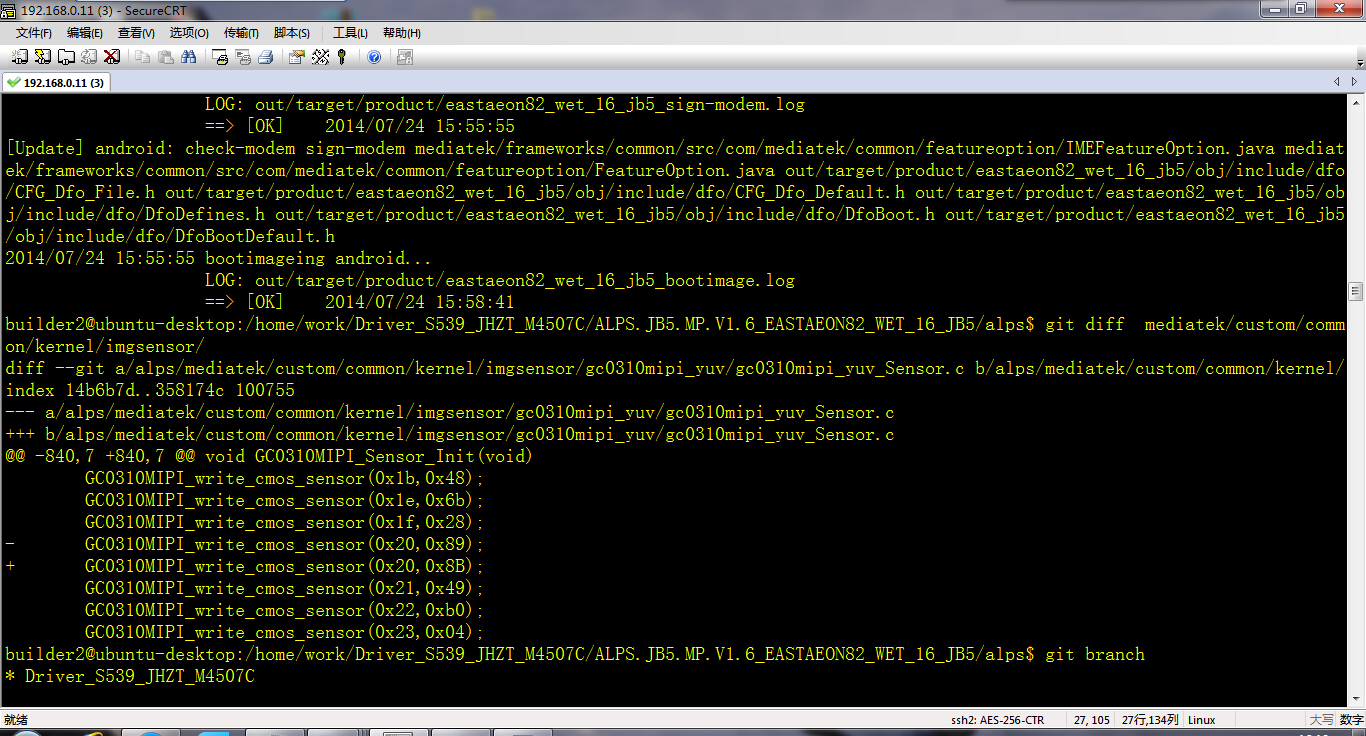 192.168.0.11 (3) - SecureCRT
文件(F) 编辑(E) 查看(V) 选项(O) 传输(T) 脚本(S) 工具(L) 帮助(H)
192.168.0.11 (3)
LOG: out/target/product/eastaeon82_wet_16_jb5_sign-modem.log
==> [OK] 2014/07/24 15:55:55
[Update] android: check-modem sign-modem mediatek/frameworks/common/src/com/mediatek/common/featureoption/IMEFeatureOption.java mediat
ek/frameworks/common/src/com/mediatek/common/featureoption/FeatureOption.java out/target/product/eastaeon82_wet_16_jb5/obj/include/dfo
/CFG_Dfo_File.h out/target/product/eastaeon82_wet_16_jb5/obj/include/dfo/CFG_Dfo_Default.h out/target/product/eastaeon82_wet_16_jb5/ob
j/include/dfo/DfoDefines.h out/target/product/eastaeon82_wet_16_jb5/obj/include/dfo/DfoBoot.h out/target/product/eastaeon82_wet_16_jb5
/obj/include/dfo/DfoBootDefault.h
2014/07/24 15:55:55 bootimageing android...
LOG: out/target/product/eastaeon82_wet_16_jb5_bootimage.log
==> [OK] 2014/07/24 15:58:41
builder2@ubuntu-desktop:/home/work/Driver_S539_JHZT_M4507C/ALPS.JB5.MP.V1.6_EASTAEON82_WET_16_JB5/alps$ git diff  mediatek/custom/comm
on/kernel/imgsensor/
diff --git a/alps/mediatek/custom/common/kernel/imgsensor/gc0310mipi_yuv/gc0310mipi_yuv_Sensor.c b/alps/mediatek/custom/common/kernel/
index 14b6b7d..358174c 100755
--- a/alps/mediatek/custom/common/kernel/imgsensor/gc0310mipi_yuv/gc0310mipi_yuv_Sensor.c
+++ b/alps/mediatek/custom/common/kernel/imgsensor/gc0310mipi_yuv/gc0310mipi_yuv_Sensor.c
@@ -840,7 +840,7 @@ void GC0310MIPI_Sensor_Init(void)
GC0310MIPI_write_cmos_sensor(0x1b,0x48);
GC0310MIPI_write_cmos_sensor(0x1e,0x6b);
GC0310MIPI_write_cmos_sensor(0x1f,0x28);
- GC0310MIPI_write_cmos_sensor(0x20,0x89);
+ GC0310MIPI_write_cmos_sensor(0x20,0x8B);
GC0310MIPI_write_cmos_sensor(0x21,0x49);
GC0310MIPI_write_cmos_sensor(0x22,0xb0);
GC0310MIPI_write_cmos_sensor(0x23,0x04);
builder2@ubuntu-desktop:/home/work/Driver_S539_JHZT_M4507C/ALPS.JB5.MP.V1.6_EASTAEON82_WET_16_JB5/alps$ git branch
* Driver_S539_JHZT_M4507C
就绪 ssh2: AES-256-CTR 27, 105 27行,134列 Linux 大写 数字